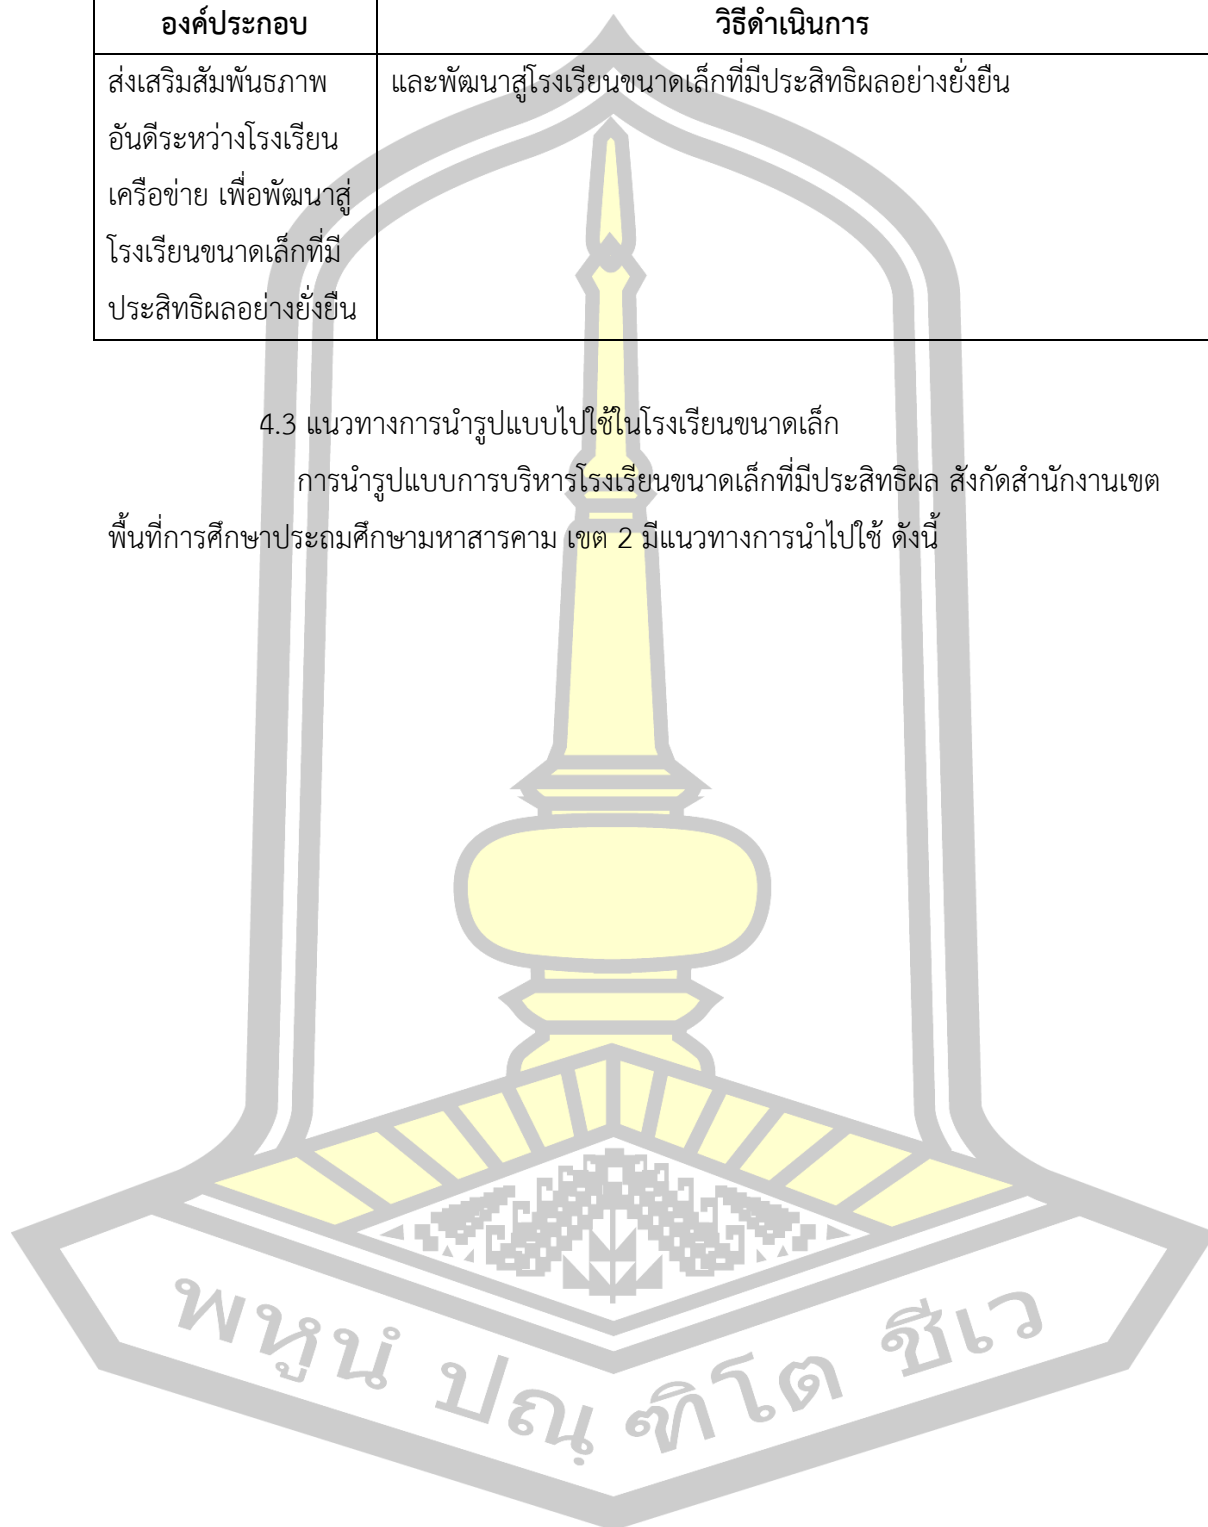 องค์ประกอบ วิธีดำเนินการ
ส่งเสริมสัมพันธภาพ และพัฒนาสู่โรงเรียนขนาดเล็กที่มีประสิทธิผลอย่างยั่งยืน
อันดีระหว่างโรงเรียน
เครือข่าย เพื่อพัฒนาสู่
โรงเรียนขนาดเล็กที่มี
ประสิทธิผลอย่างยั่งยืน
4.3 แนวทางการนำรูปแบบไปใช้ในโรงเรียนขนาดเล็ก
การนำรูปแบบการบริหารโรงเรียนขนาดเล็กที่มีประสิทธิผล สังกัดสำนักงานเขต
พื้นที่การศึกษาประถมศึกษามหาสารคาม เขต 2 มีแนวทางการนำไปใช้ ดังนี้
พหูนํ ปณฺฑิโต ชีเว